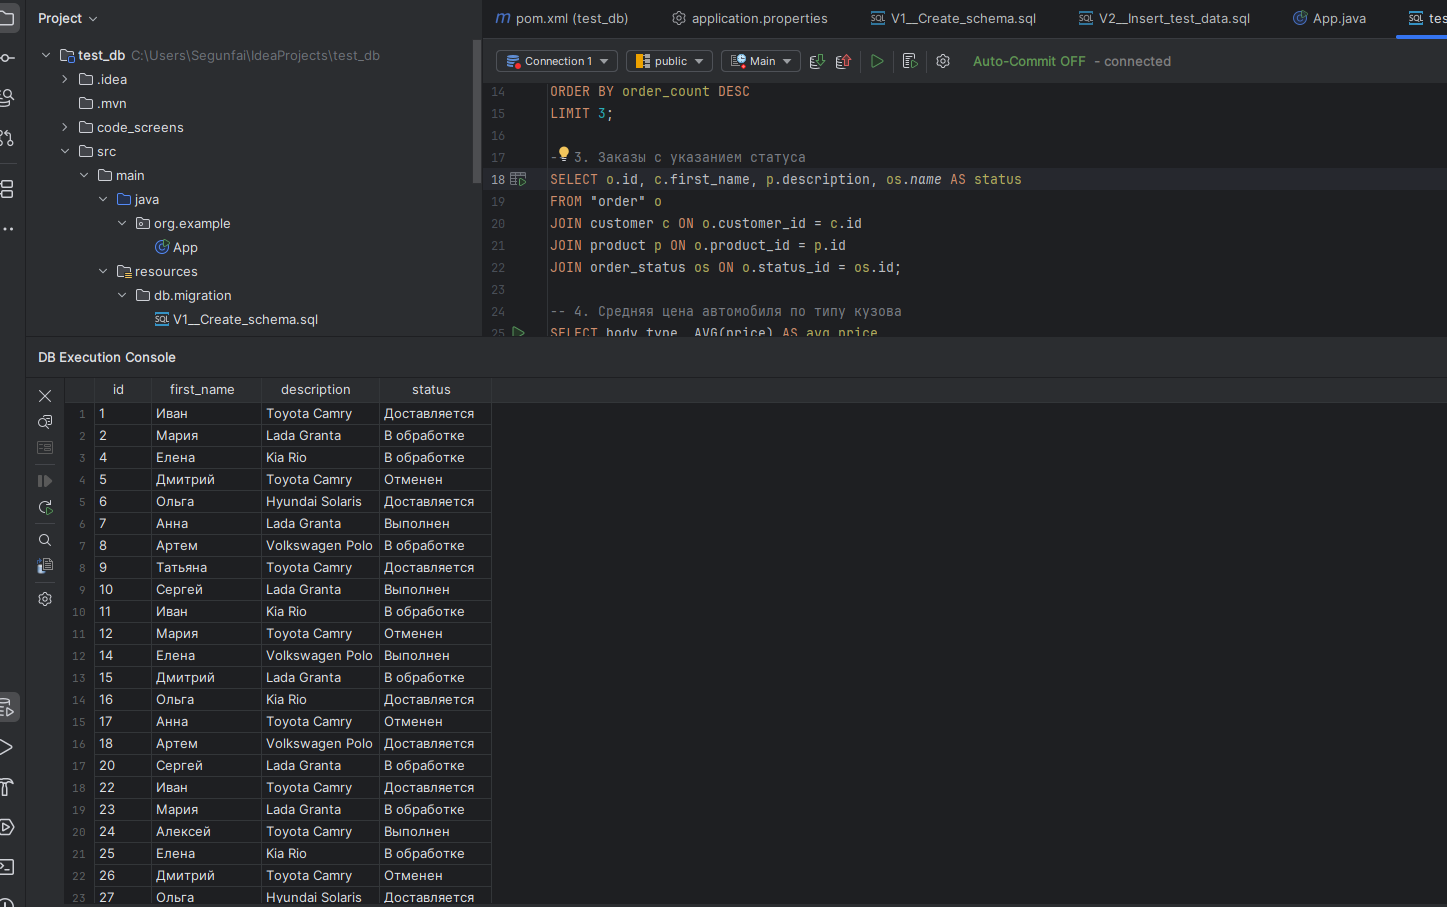 Project
pom.xml (test_db) application.properties V1__Create_schema.sql V2__Insert_test_data.sql App.java tes
test_db C:\Users\Segunfai\IdeaProjects\test_db
.idea
.mvn
code_screens
src
main
java
org.example
App
resources
db.migration
V1__Create_schema.sql
Connection 1 public Main Auto-Commit OFF - connected
14 ORDER BY order_count DESC
15 LIMIT 3;
16
17 - 3. Заказы с указанием статуса
18 SELECT o.id, c.first_name, p.description, os.name AS status
19 FROM "order" o
20 JOIN customer c ON o.customer_id = c.id
21 JOIN product p ON o.product_id = p.id
22 JOIN order_status os ON o.status_id = os.id;
23
24 -- 4. Средняя цена автомобиля по типу кузова
25 SELECT body_type, AVG(price) AS avg_price
DB Execution Console
id first_name description status
1 1 Иван Toyota Camry Доставляется
2 2 Мария Lada Granta В обработке
3 4 Елена Kia Rio В обработке
4 5 Дмитрий Toyota Camry Отменен
5 6 Ольга Hyundai Solaris Доставляется
6 7 Анна Lada Granta Выполнен
7 8 Артем Volkswagen Polo В обработке
8 9 Татьяна Toyota Camry Доставляется
9 10 Сергей Lada Granta Выполнен
10 11 Иван Kia Rio В обработке
11 12 Мария Toyota Camry Отменен
12 14 Елена Volkswagen Polo Выполнен
13 15 Дмитрий Lada Granta В обработке
14 16 Ольга Kia Rio Доставляется
15 17 Анна Toyota Camry Отменен
16 18 Артем Volkswagen Polo Доставляется
17 20 Сергей Lada Granta В обработке
18 22 Иван Toyota Camry Доставляется
19 23 Мария Lada Granta В обработке
20 24 Алексей Toyota Camry Выполнен
21 25 Елена Kia Rio В обработке
22 26 Дмитрий Toyota Camry Отменен
23 27 Ольга Hyundai Solaris Доставляется